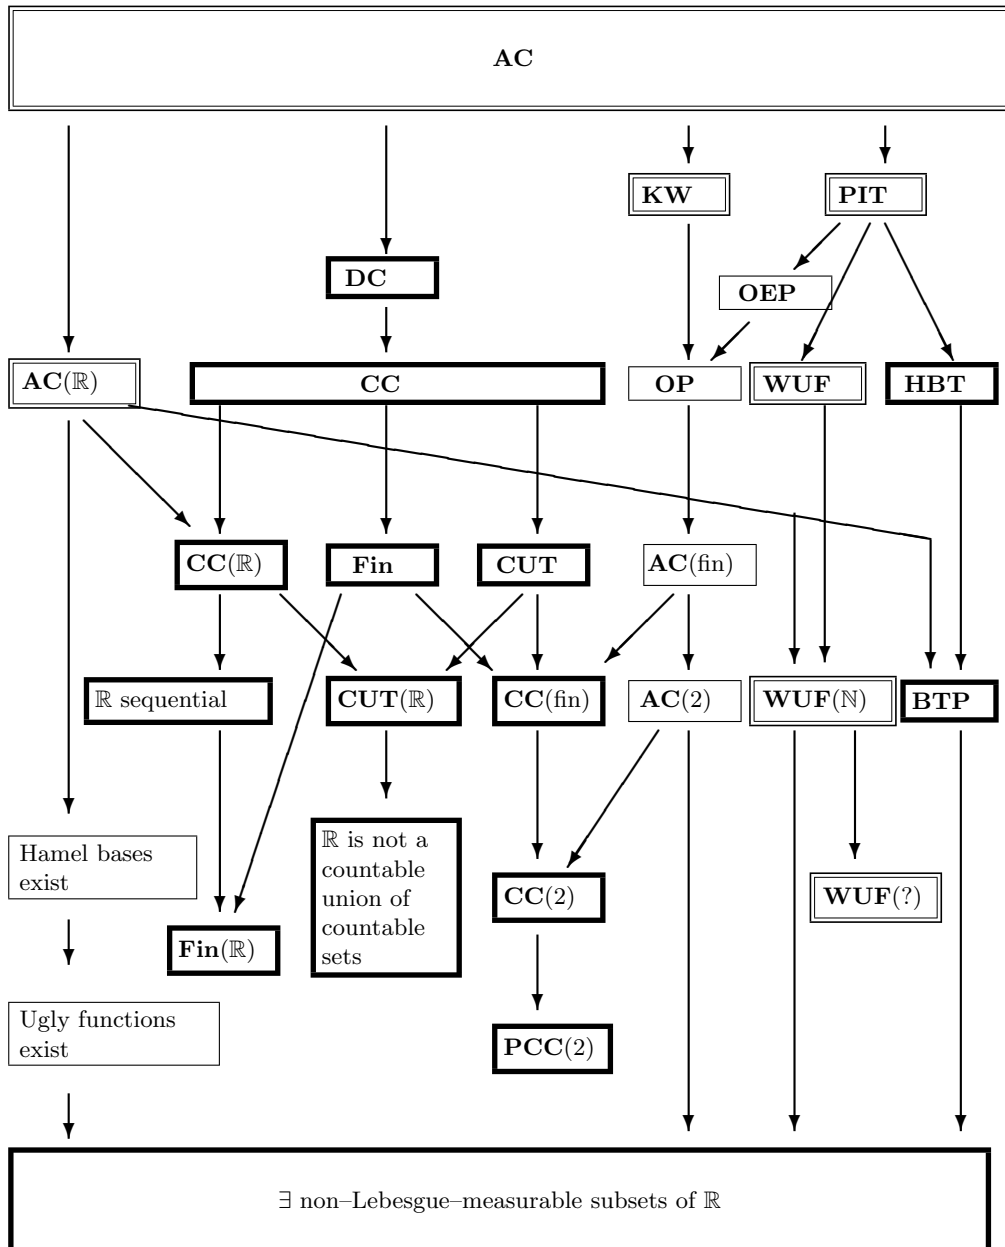 AC
KW
PIT
DC
OEP
AC(ℝ)
CC
OP
WUF
HBT
CC(ℝ)
Fin
CUT
AC(fin)
ℝ sequential
CUT(ℝ)
CC(fin)
AC(2)
WUF(ℕ)
BTP
Hamel bases
exist
ℝ is not a
countable
union of
countable
sets
CC(2)
WUF(?)
Fin(ℝ)
Ugly functions
exist
PCC(2)
∃ non–Lebesgue–measurable subsets of ℝ